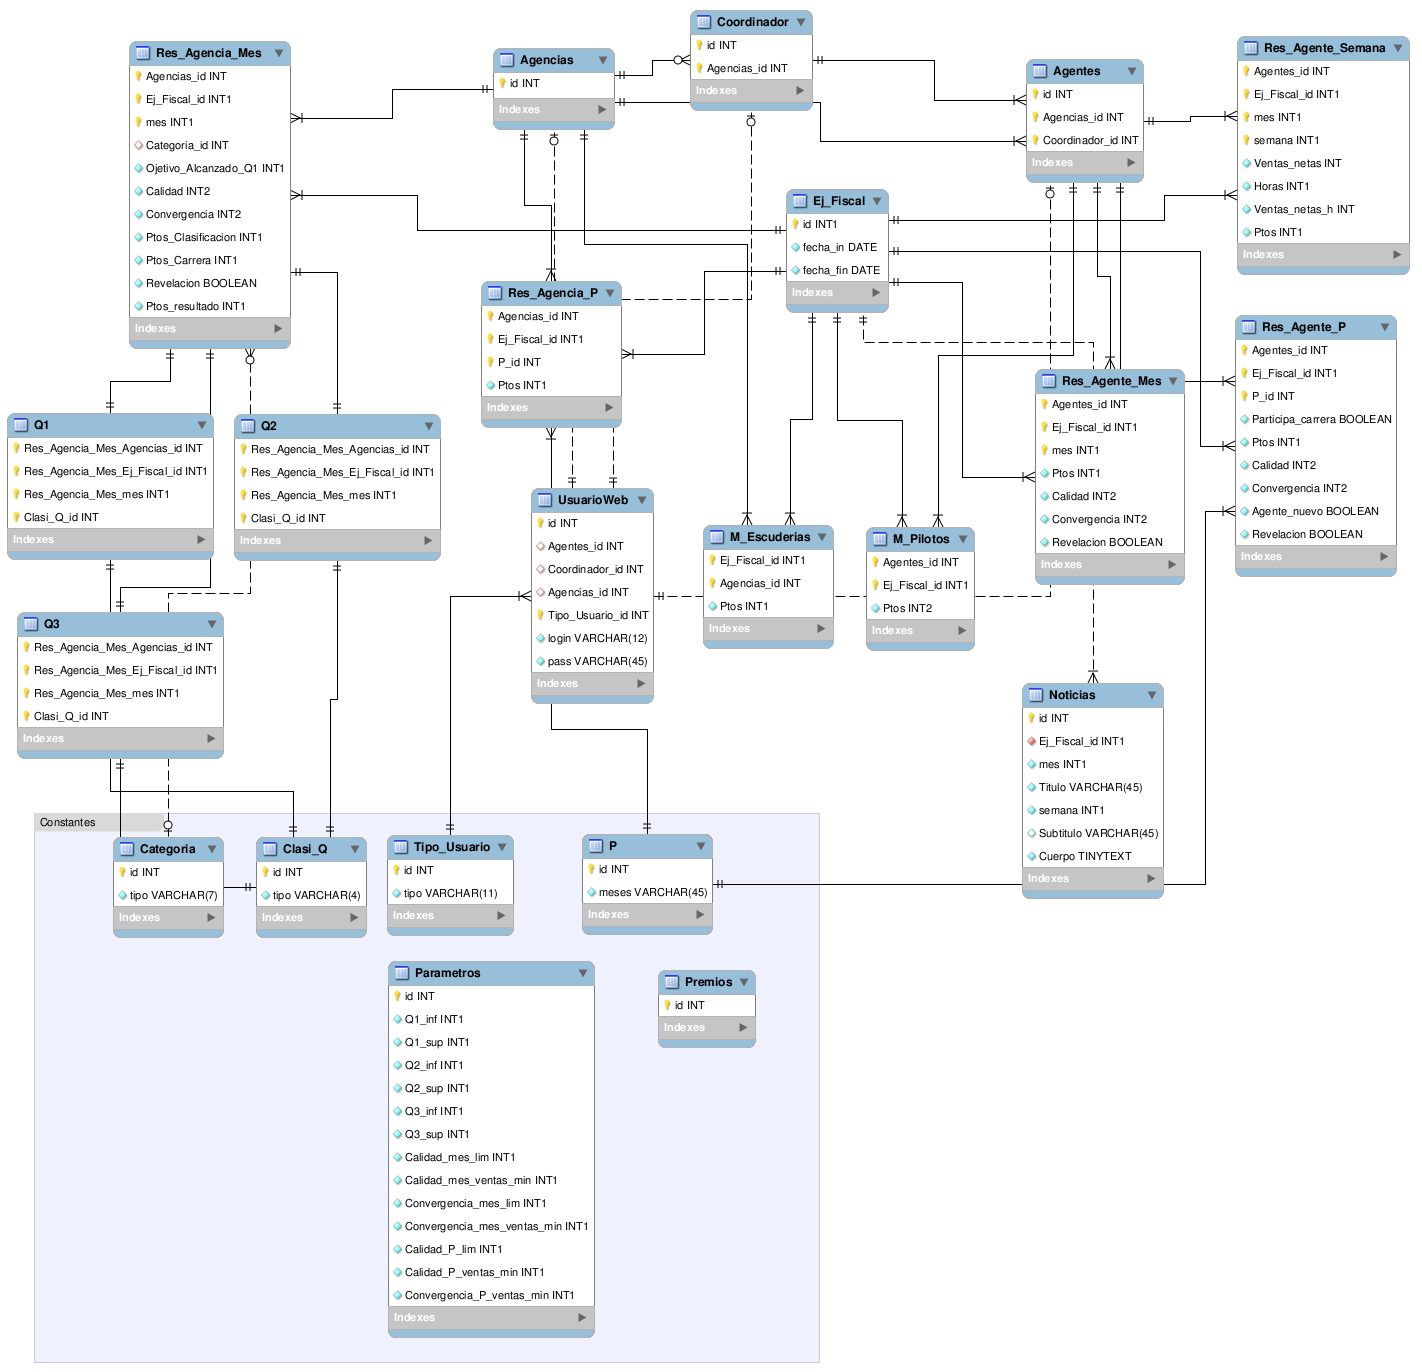 Res_Agencia_Mes
Agencias_id INT
Ej_Fiscal_id INT1
mes INT1
Categoria_id INT
Ojetivo_Alcanzado_Q1 INT1
Calidad INT2
Convergencia INT2
Ptos_Clasificacion INT1
Ptos_Carrera INT1
Revelacion BOOLEAN
Ptos_resultado INT1
Indexes
Agencias
id INT
Indexes
Coordinador
id INT
Agencias_id INT
Indexes
Agentes
id INT
Agencias_id INT
Coordinador_id INT
Indexes
Res_Agente_Semana
Agentes_id INT
Ej_Fiscal_id INT1
mes INT1
semana INT1
Ventas_netas INT
Horas INT1
Ventas_netas_h INT
Ptos INT1
Indexes
Ej_Fiscal
id INT1
fecha_in DATE
fecha_fin DATE
Indexes
Res_Agencia_P
Agencias_id INT
Ej_Fiscal_id INT1
P_id INT
Ptos INT1
Indexes
Res_Agente_P
Agentes_id INT
Ej_Fiscal_id INT1
P_id INT
Participa_carrera BOOLEAN
Ptos INT1
Calidad INT2
Convergencia INT2
Agente_nuevo BOOLEAN
Revelacion BOOLEAN
Indexes
Res_Agente_Mes
Agentes_id INT
Ej_Fiscal_id INT1
mes INT1
Ptos INT1
Calidad INT2
Convergencia INT2
Revelacion BOOLEAN
Indexes
Q1
Res_Agencia_Mes_Agencias_id INT
Res_Agencia_Mes_Ej_Fiscal_id INT1
Res_Agencia_Mes_mes INT1
Clasi_Q_id INT
Indexes
Q2
Res_Agencia_Mes_Agencias_id INT
Res_Agencia_Mes_Ej_Fiscal_id INT1
Res_Agencia_Mes_mes INT1
Clasi_Q_id INT
Indexes
UsuarioWeb
id INT
Agentes_id INT
Coordinador_id INT
Agencias_id INT
Tipo_Usuario_id INT
login VARCHAR(12)
pass VARCHAR(45)
Indexes
M_Escuderias
Ej_Fiscal_id INT1
Agencias_id INT
Ptos INT1
Indexes
M_Pilotos
Agentes_id INT
Ej_Fiscal_id INT1
Ptos INT2
Indexes
Q3
Res_Agencia_Mes_Agencias_id INT
Res_Agencia_Mes_Ej_Fiscal_id INT1
Res_Agencia_Mes_mes INT1
Clasi_Q_id INT
Indexes
Noticias
id INT
Ej_Fiscal_id INT1
mes INT1
Titulo VARCHAR(45)
semana INT1
Subtitulo VARCHAR(45)
Cuerpo TINYTEXT
Indexes
Constantes
Categoria
id INT
tipo VARCHAR(7)
Indexes
Clasi_Q
id INT
tipo VARCHAR(4)
Indexes
Tipo_Usuario
id INT
tipo VARCHAR(11)
Indexes
P
id INT
meses VARCHAR(45)
Indexes
Parametros
id INT
Q1_inf INT1
Q1_sup INT1
Q2_inf INT1
Q2_sup INT1
Q3_inf INT1
Q3_sup INT1
Calidad_mes_lim INT1
Calidad_mes_ventas_min INT1
Convergencia_mes_lim INT1
Convergencia_mes_ventas_min INT1
Calidad_P_lim INT1
Calidad_P_ventas_min INT1
Convergencia_P_ventas_min INT1
Indexes
Premios
id INT
Indexes